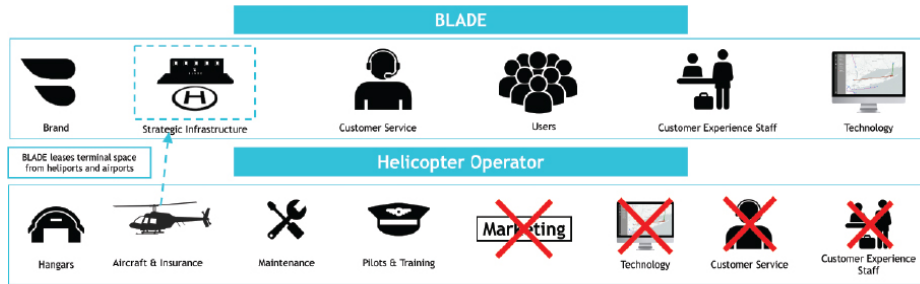 BLADE
H
Brand
Strategic Infrastructure
Customer Service
Users
Customer Experience Staff
Technology
BLADE leases terminal space
from heliports and airports
Helicopter Operator
Marketing
Hangars
Aircraft & Insurance
Maintenance
Pilots & Training
Technology
Customer Service
Customer Experience
Staff